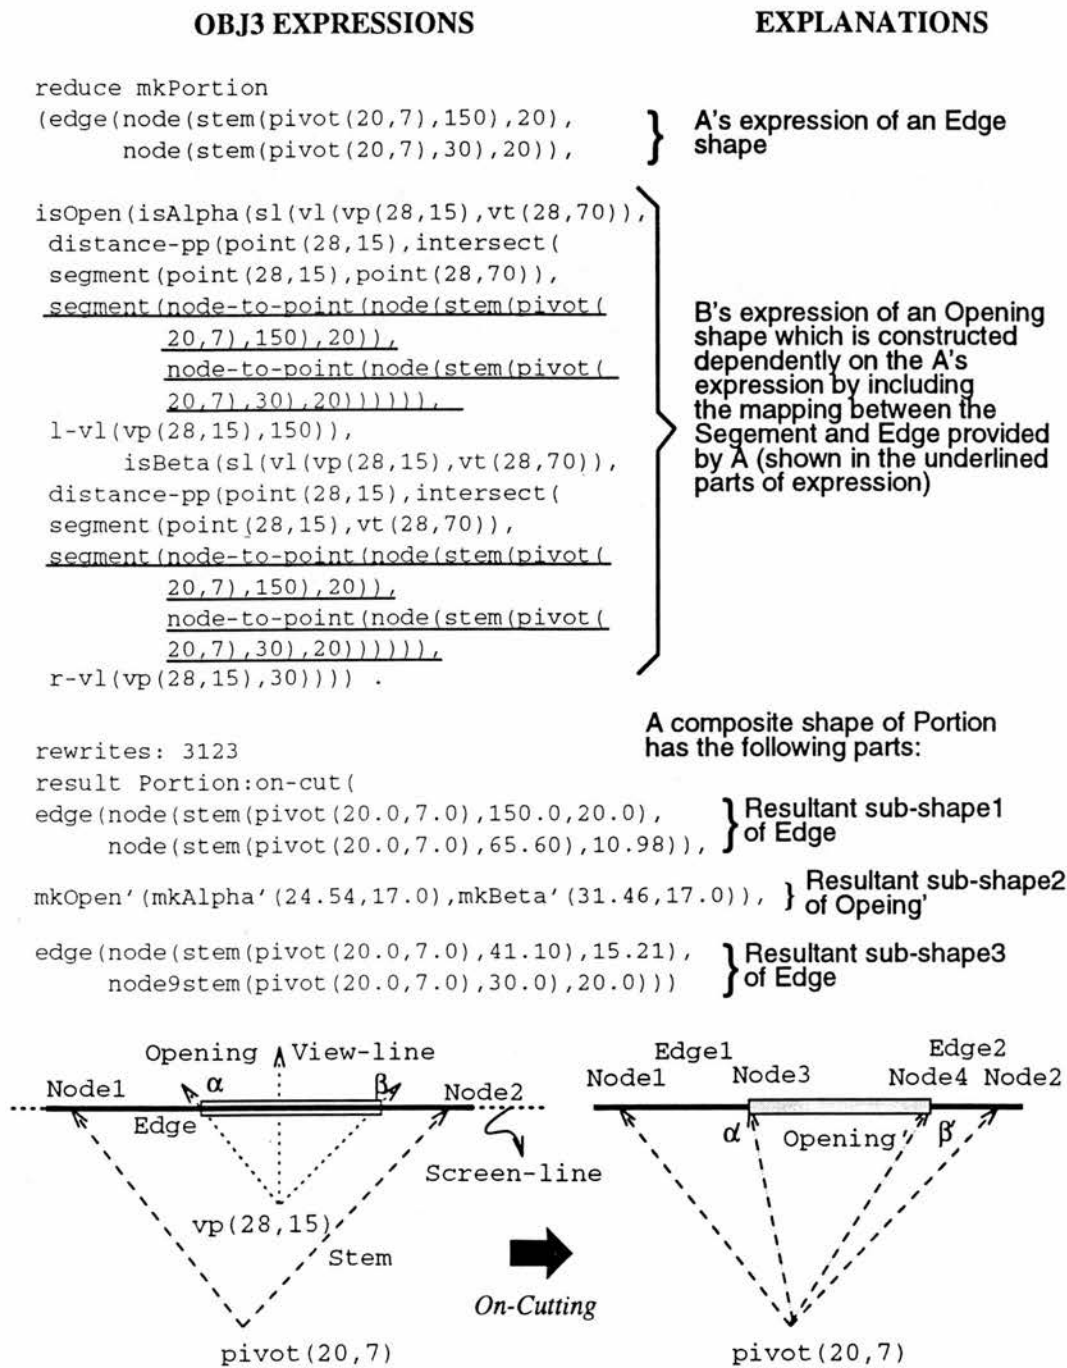 OBJ3 EXPRESSIONS
EXPLANATIONS
reduce mkPortion
(edge(node(stem(pivot(20,7),150),20),
node(stem(pivot(20,7),30),20)),
A's expression of an Edge
shape
isOpen(isAlpha(sl(vl(vp(28,15),vt(28,70)),
distance-pp(point(28,15),intersect(
segment(point(28,15),point(28,70)),
segment(node-to-point(node(stem(pivot(
20,7),150),20)),
node-to-point(node(stem(pivot(
20,7),30),20)))))),
l-vl(vp(28,15),150)),
isBeta(sl(vl(vp(28,15),vt(28,70)),
distance-pp(point(28,15),intersect(
segment(point(28,15),vt(28,70)),
segment(node-to-point(node(stem(pivot(
20,7),150),20)),
node-to-point(node(stem(pivot(
20,7),30),20)))))),
r-vl(vp(28,15),30)))) .
B's expression of an Opening
shape which is constructed
dependently on the A's
expression by including
the mapping between the
Segement and Edge provided
by A (shown in the underlined
parts of expression)
A composite shape of Portion
has the following parts:
rewrites: 3123
result Portion:on-cut(
edge(node(stem(pivot(20.0,7.0),150.0,20.0),
node(stem(pivot(20.0,7.0),65.60),10.98)),
Resultant sub-shape1
of Edge
mkOpen'(mkAlpha'(24.54,17.0),mkBeta'(31.46,17.0)),
Resultant sub-shape2
of Opeing'
edge(node(stem(pivot(20.0,7.0),41.10),15.21),
node9stem(pivot(20.0,7.0),30.0),20.0)))
Resultant sub-shape3
of Edge
Opening View-line
Node1 α β Node2
Edge
Screen-line
vp(28,15)
Stem
pivot(20,7)
On-Cutting
Edge1 Edge2
Node1 Node3 Node4 Node2
α' Opening' β'
pivot(20,7)